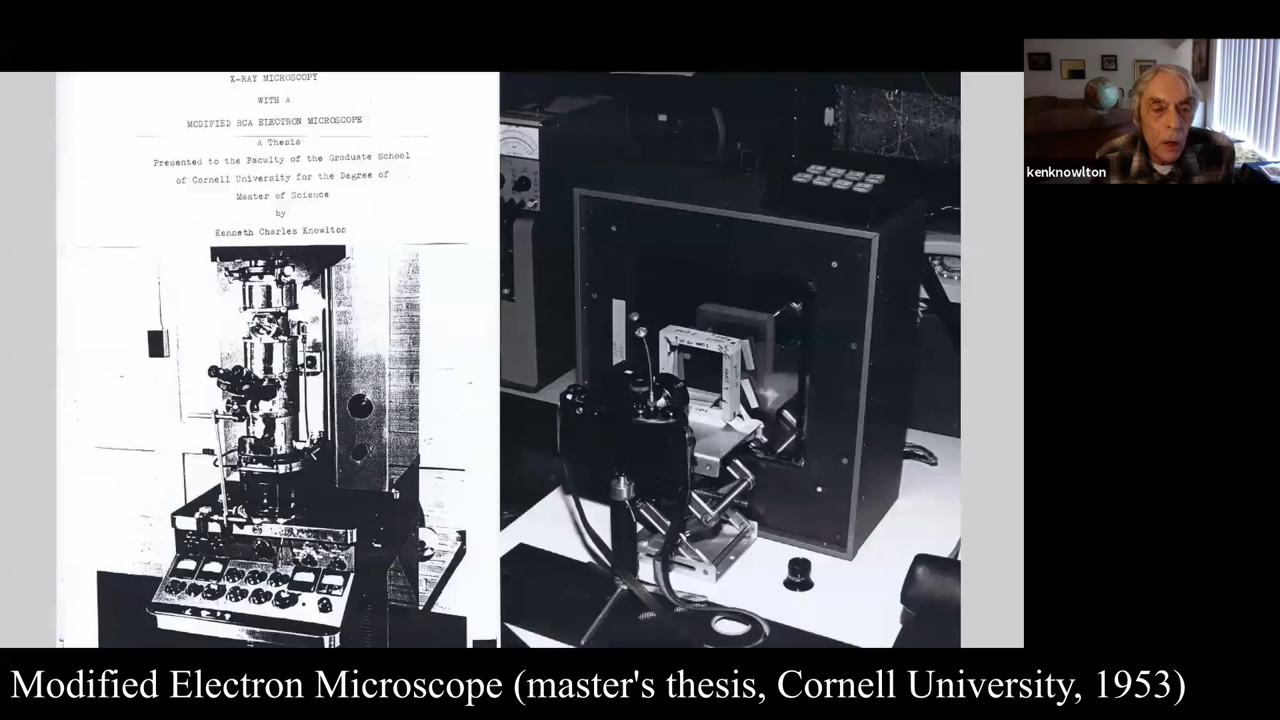 X-RAY MICROSCOPY
WITH A
MODIFIED RCA ELECTRON MICROSCOPE
A Thesis
Presented to the Faculty of the Graduate School
of Cornell University for the Degree of
Master of Science
by
Kenneth Charles Knowlton
kenknowlton
Modified Electron Microscope (master's thesis, Cornell University, 1953)